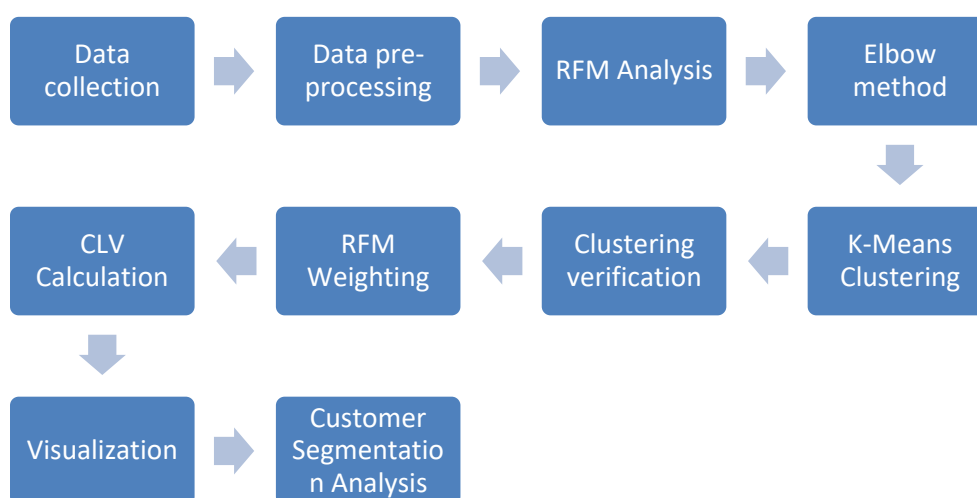 Data
collection
Data pre-
processing
RFM Analysis
Elbow
method
K-Means
Clustering
Clustering
verification
RFM
Weighting
CLV
Calculation
Visualization
Customer
Segmentatio
n Analysis